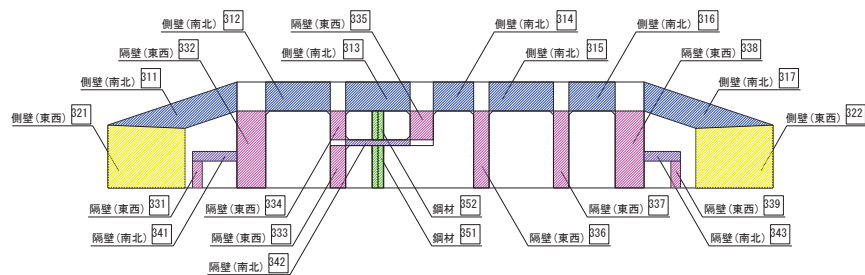 側壁(南北) 312
隔壁(東西) 335
側壁(南北) 314
側壁(南北) 316
隔壁(東西) 332
側壁(南北) 313
側壁(南北) 315
隔壁(東西) 338
側壁(南北) 311
側壁(南北) 317
側壁(東西) 321
側壁(東西) 322
隔壁(東西) 331
隔壁(東西) 334
鋼材 352
隔壁(東西) 337
隔壁(東西) 339
隔壁(南北) 341
隔壁(東西) 333
鋼材 351
隔壁(東西) 336
隔壁(南北) 343
隔壁(南北) 342